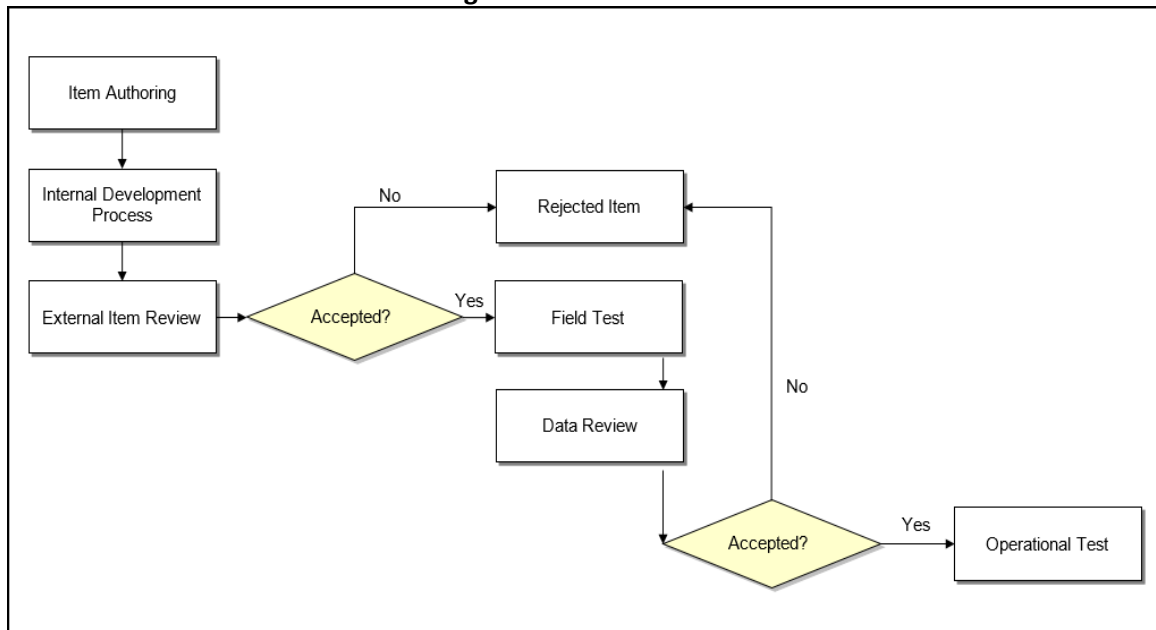 Item Authoring
Internal Development
Process
No
Rejected Item
External Item Review
Accepted?
Yes
Field Test
No
Data Review
Accepted?
Yes
Operational Test